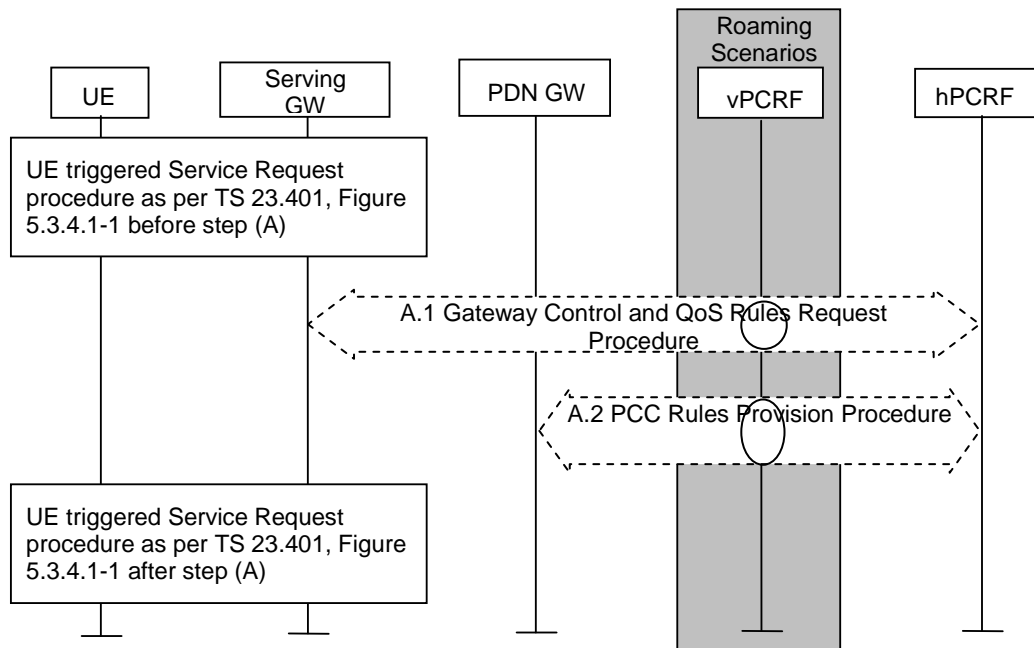 Roaming
Scenarios
UE
Serving
GW
PDN GW
vPCRF
hPCRF
UE triggered Service Request
procedure as per TS 23.401, Figure
5.3.4.1-1 before step (A)
A.1 Gateway Control and QoS Rules Request
Procedure
A.2 PCC Rules Provision Procedure
UE triggered Service Request
procedure as per TS 23.401, Figure
5.3.4.1-1 after step (A)